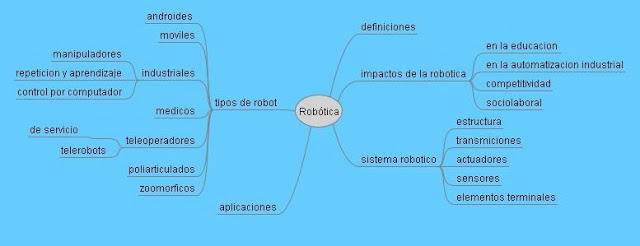 androides
moviles
manipuladores
repeticion y aprendizaje
control por computador
industriales
medicos
de servicio
telerobots
teleoperadores
poliarticulados
zoomorficos
tipos de robot
aplicaciones
Robótica
definiciones
impactos de la robotica
en la educacion
en la automatizacion industrial
competitividad
sociolaboral
sistema robotico
estructura
transmiciones
actuadores
sensores
elementos terminales